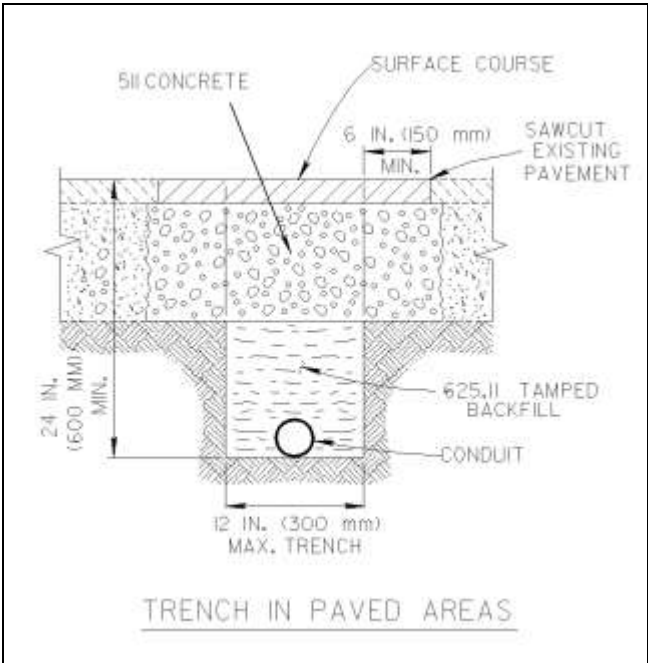 SURFACE COURSE
511 CONCRETE
6 IN. (150 mm)
MIN.
SAWCUT
EXISTING
PAVEMENT
24 IN.
(600 MM)
MIN.
625.11 TAMPED
BACKFILL
CONDUIT
12 IN. (300 mm)
MAX. TRENCH
TRENCH IN PAVED AREAS